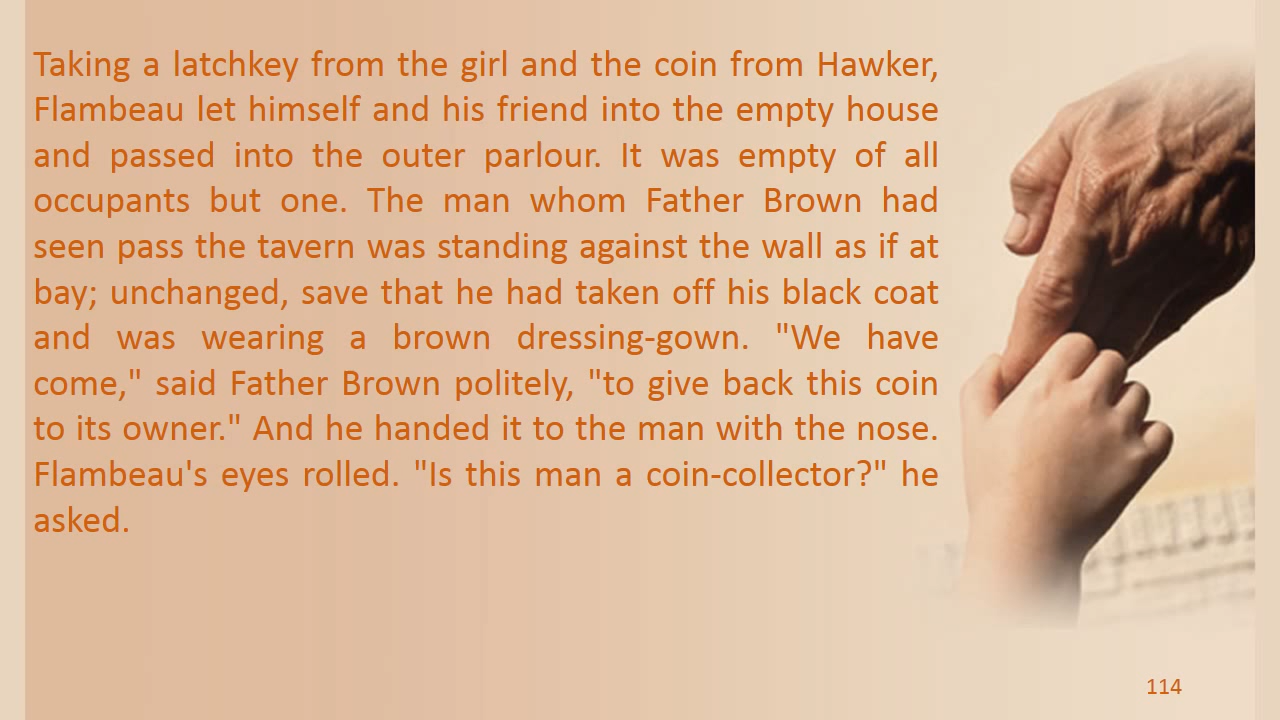 Taking a latchkey from the girl and the coin from Hawker,
Flambeau let himself and his friend into the empty house
and passed into the outer parlour. It was empty of all
occupants but one. The man whom Father Brown had
seen pass the tavern was standing against the wall as if at
bay; unchanged, save that he had taken off his black coat
and was wearing a brown dressing-gown. "We have
come," said Father Brown politely, "to give back this coin
to its owner." And he handed it to the man with the nose.
Flambeau's eyes rolled. "Is this man a coin-collector?" he
asked.
114